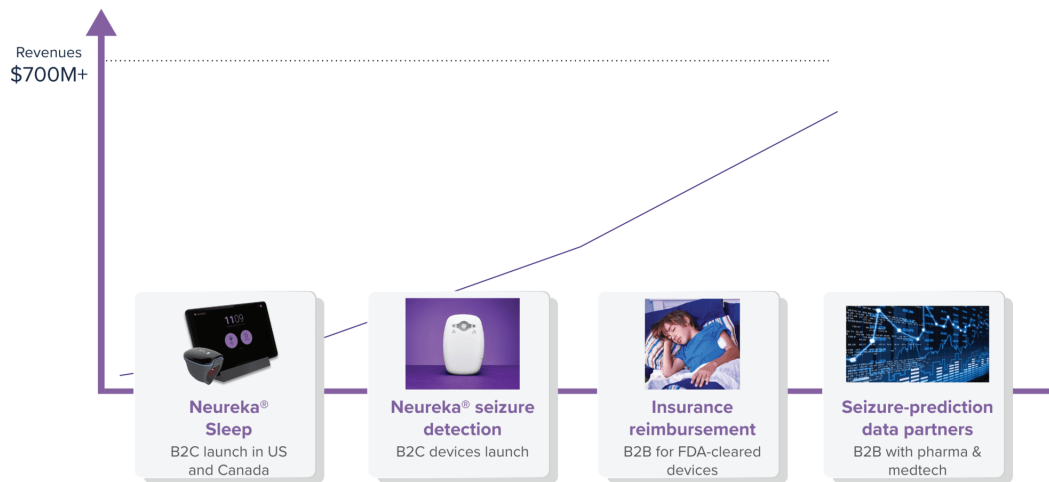 Revenues
$700M+
1109
Neureka®
Sleep
B2C launch in US
and Canada
Neureka® seizure
detection
B2C devices launch
Insurance
reimbursement
B2B for FDA-cleared
devices
Seizure-prediction
data partners
B2B with pharma &
medtech